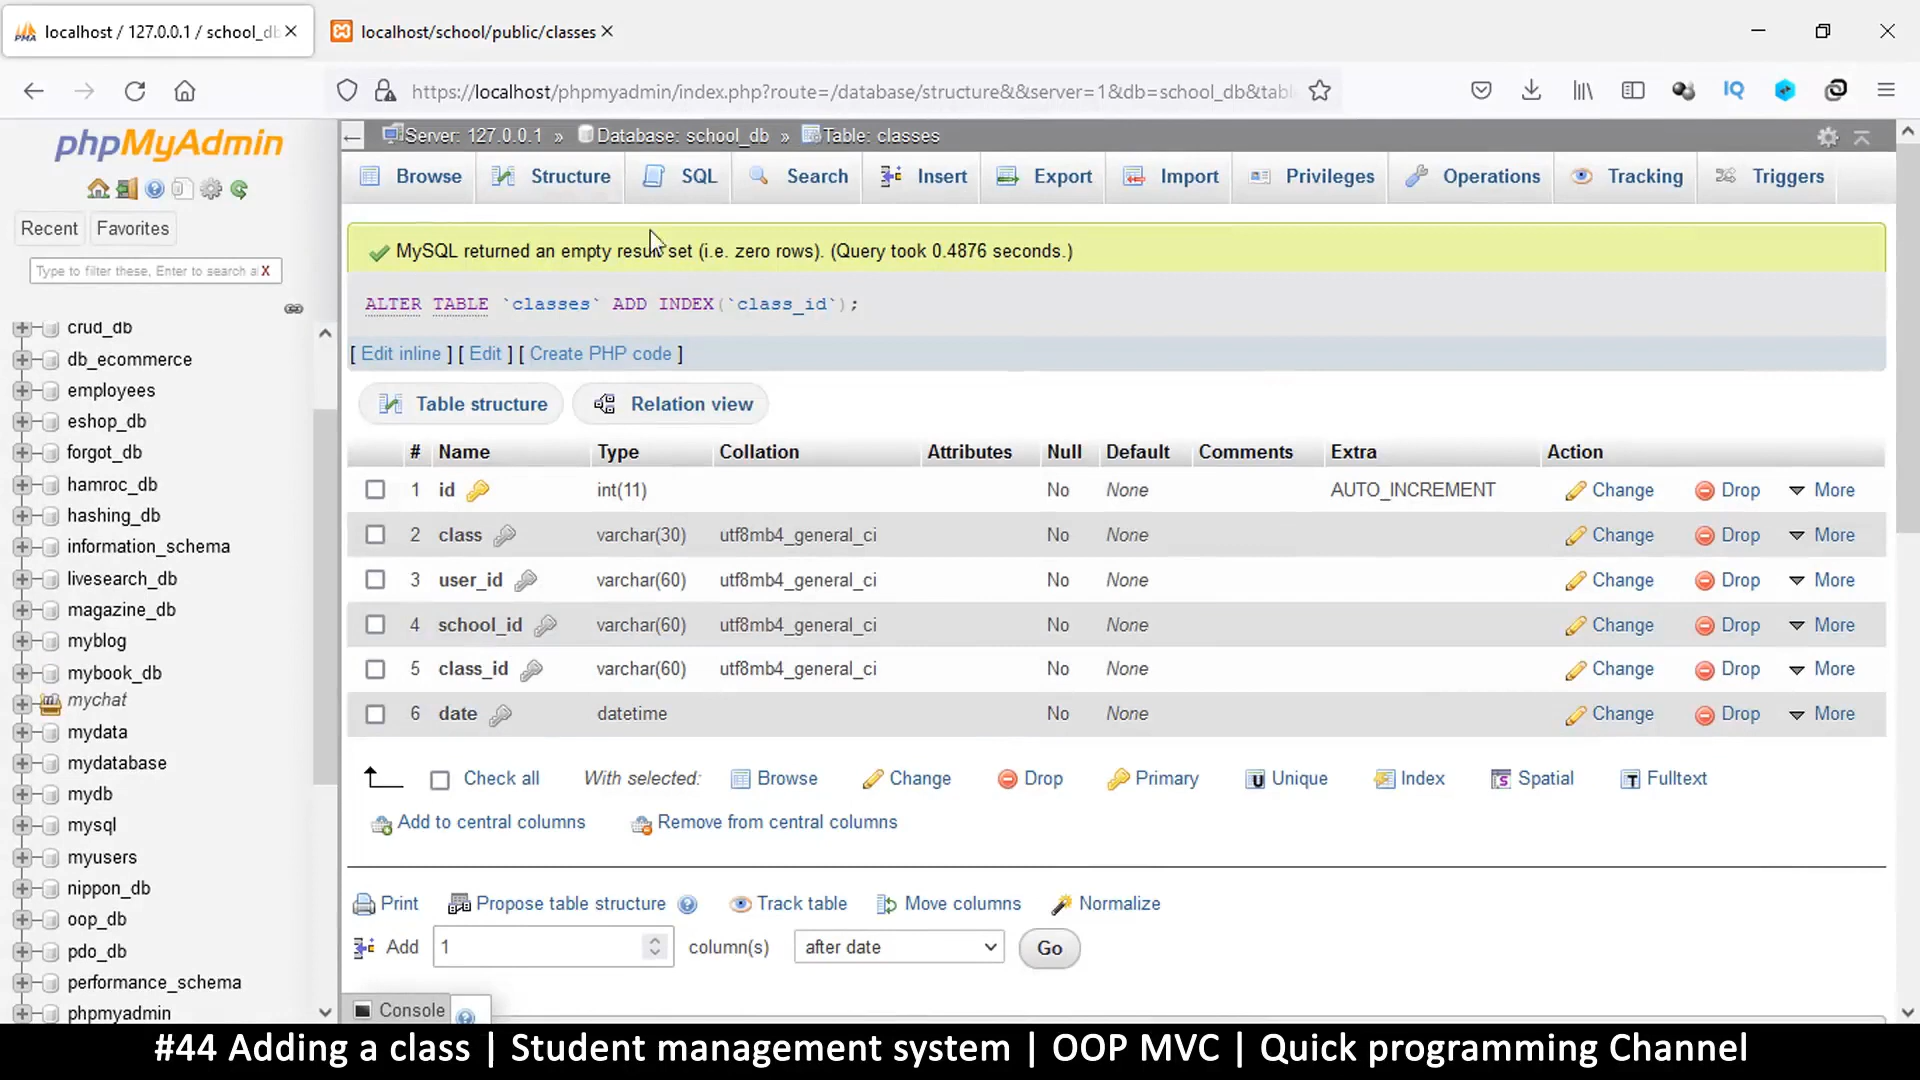 localhost / 127.0.0.1 / school_db
localhost/school/public/classes
https://localhost/phpmyadmin/index.php?route=/database/structure&&server=1&db=school_db&tabl
phpMyAdmin
Recent
Favorites
Type to filter these, Enter to search a
X
crud_db
db_ecommerce
employees
eshop_db
forgot_db
hamroc_db
hashing_db
information_schema
livesearch_db
magazine_db
myblog
mybook_db
mychat
mydata
mydatabase
mydb
mysql
myusers
nippon_db
oop_db
pdo_db
performance_schema
phpmyadmin
Server: 127.0.0.1 » Database: school_db » Table: classes
Browse Structure SQL Search Insert Export Import Privileges Operations Tracking Triggers
MySQL returned an empty result set (i.e. zero rows). (Query took 0.4876 seconds.)
ALTER TABLE `classes` ADD INDEX(`class_id`);
[ Edit inline ] [ Edit ] [ Create PHP code ]
Table structure Relation view
# Name Type Collation Attributes Null Default Comments Extra Action
1 id int(11) No None AUTO_INCREMENT Change Drop More
2 class varchar(30) utf8mb4_general_ci No None Change Drop More
3 user_id varchar(60) utf8mb4_general_ci No None Change Drop More
4 school_id varchar(60) utf8mb4_general_ci No None Change Drop More
5 class_id varchar(60) utf8mb4_general_ci No None Change Drop More
6 date datetime No None Change Drop More
Check all With selected: Browse Change Drop Primary Unique Index Spatial Fulltext
Add to central columns Remove from central columns
Print Propose table structure Track table Move columns Normalize
Add 1 column(s) after date Go
Console
#44 Adding a class | Student management system | OOP MVC | Quick programming Channel